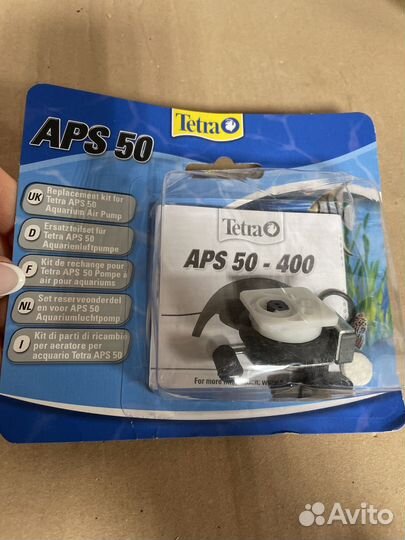 Tetra
APS 50
UK
Replacement kit for
Tetra APS 50
Aquarium Air Pump
D
Ersatzteilset für
Tetra APS 50
Aquarienluftpumpe
F
Kit de rechange pour
Tetra APS 50 Pompe à
air pour aquariums
NL
Set reserveonderdel
en voor APS 50
Aquariumluchtpomp
I
Kit di parti di ricambio
per aeratore per
acquario Tetra APS 50
Tetra
APS 50 - 400
For more
Avito